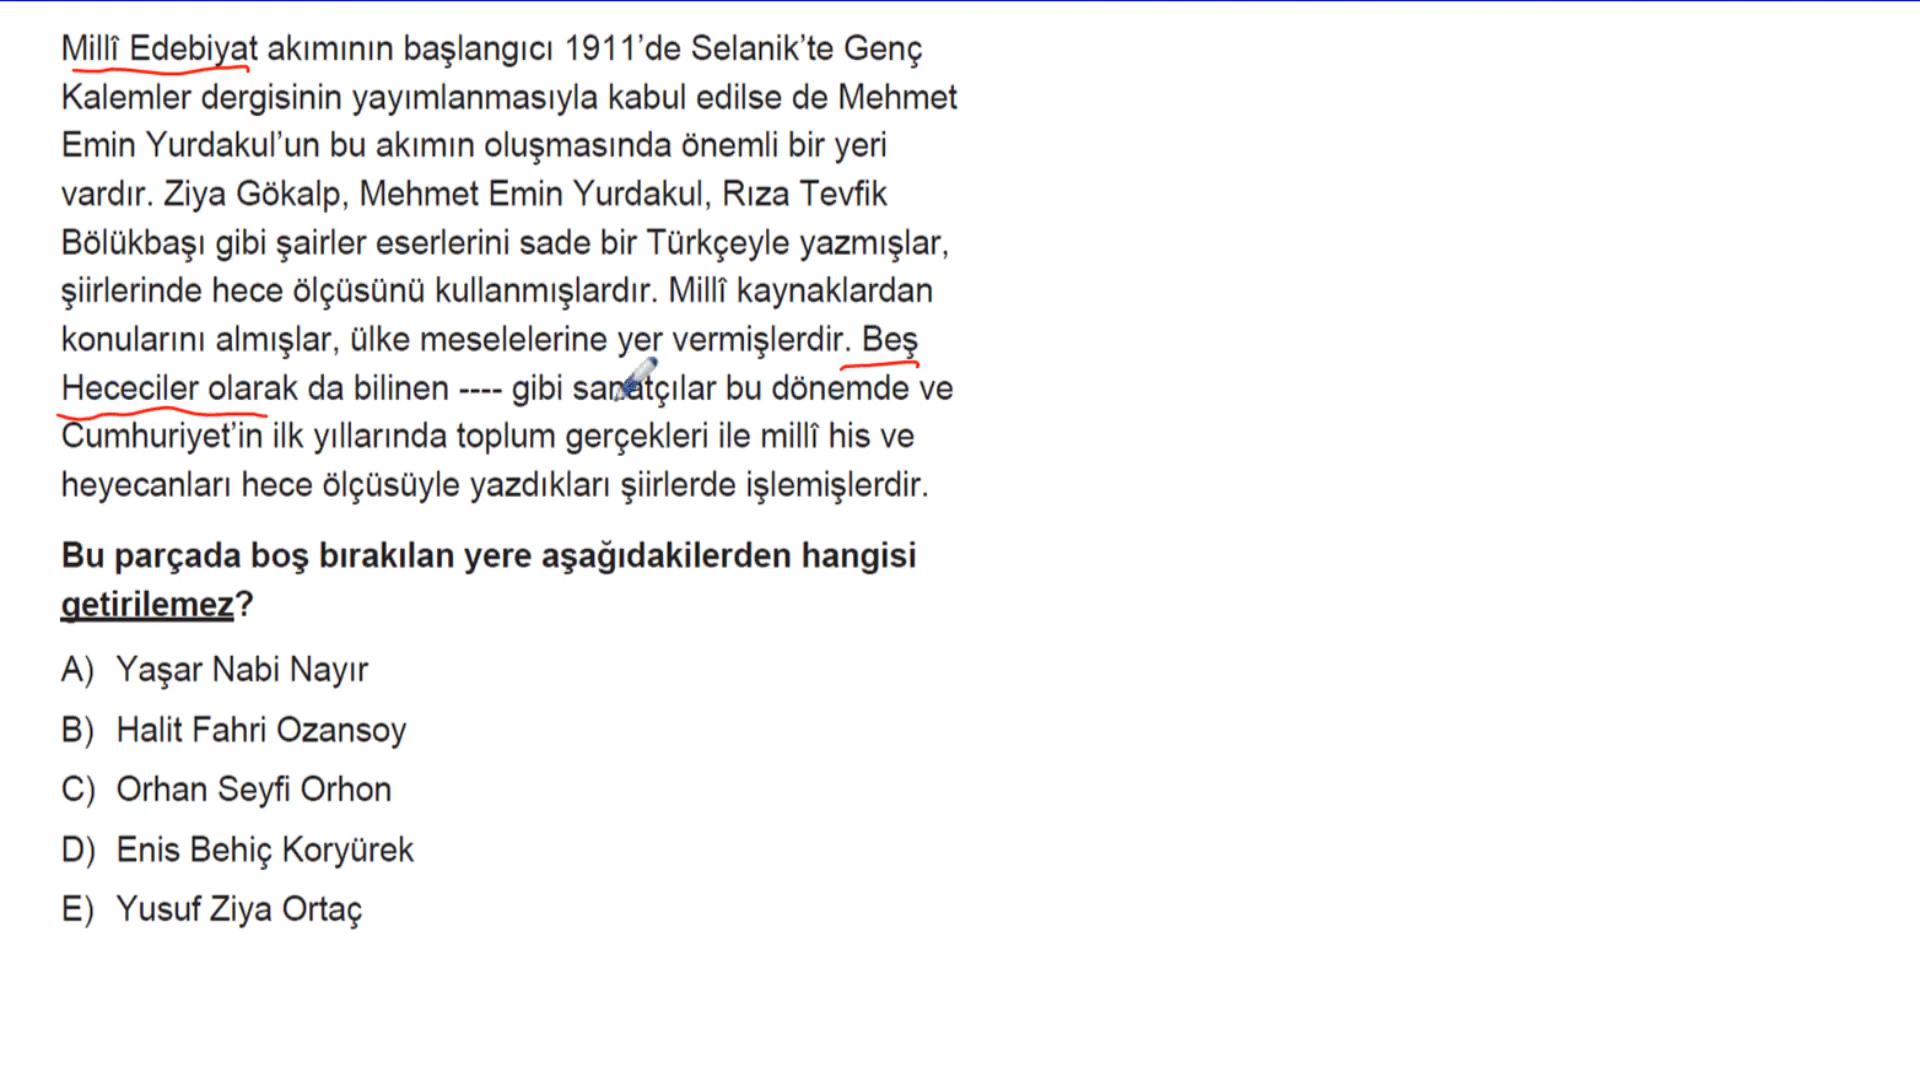 Millî Edebiyat akımının başlangıcı 1911’de Selanik’te Genç
Kalemler dergisinin yayımlanmasıyla kabul edilse de Mehmet
Emin Yurdakul’un bu akımın oluşmasında önemli bir yeri
vardır. Ziya Gökalp, Mehmet Emin Yurdakul, Rıza Tevfik
Bölükbaşı gibi şairler eserlerini sade bir Türkçeyle yazmışlar,
şiirlerinde hece ölçüsünü kullanmışlardır. Millî kaynaklardan
konularını almışlar, ülke meselelerine yer vermişlerdir. Beş
Hececiler olarak da bilinen ---- gibi sanatçılar bu dönemde ve
Cumhuriyet’in ilk yıllarında toplum gerçekleri ile millî his ve
heyecanları hece ölçüsüyle yazdıkları şiirlerde işlemişlerdir.
Bu parçada boş bırakılan yere aşağıdakilerden hangisi
getirilemez?
A) Yaşar Nabi Nayır
B) Halit Fahri Ozansoy
C) Orhan Seyfi Orhon
D) Enis Behiç Koryürek
E) Yusuf Ziya Ortaç